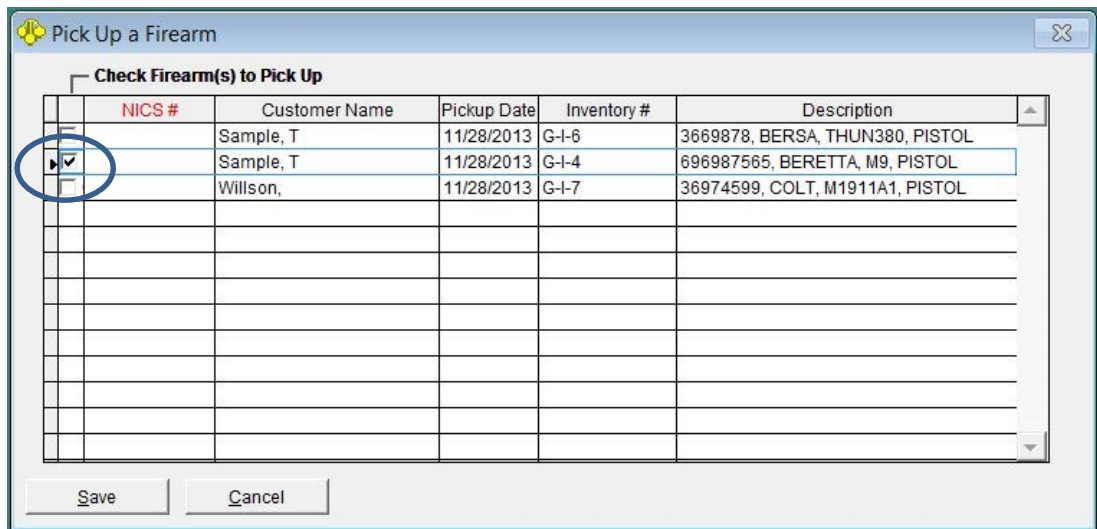 Pick Up a Firearm
Check Firearm(s) to Pick Up
NICS # Customer Name Pickup Date Inventory # Description
Sample, T 11/28/2013 G-I-6 3669878, BERSA, THUN380, PISTOL
Sample, T 11/28/2013 G-I-4 696987565, BERETTA, M9, PISTOL
Willson, 11/28/2013 G-I-7 36974599, COLT, M1911A1, PISTOL
Save Cancel